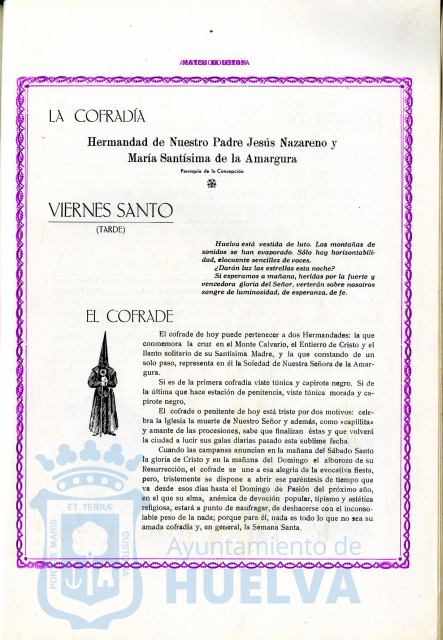 LA COFRADÍA
Hermandad de Nuestro Padre Jesús Nazareno y
María Santísima de la Amargura
Parroquia de la Concepción
VIERNES SANTO
(TARDE)
Huelva está vestida de luto. Las montañas de
sonidos se han evaporado. Sólo hay horizontabili-
dad, elocuente sencillez de voces.
¿Darán luz las estrellas esta noche?
Si esperamos a mañana, heridas por la fuerte y
vencedora gloria del Señor, verterán sobre nosotros
sangre de luminosidad, de esperanza, de fe.
EL COFRADE
El cofrade de hoy puede pertenecer a dos Hermandades: la que
conmemora la cruz en el Monte Calvario, el Entierro de Cristo y el
llanto solitario de su Santísima Madre, y la que constando de un
solo paso, representa en él la Soledad de Nuestra Señora de la Amar-
gura.
Si es de la primera cofradía viste túnica y capirote negro. Si de
la última que hace estación de penitencia, viste túnica morada y ca-
pirote negro,
El cofrade o penitente de hoy está triste por dos motivos: cele-
bra la Iglesia la muerte de Nuestro Señor y además, como «capillita»
y amante de las procesiones, sabe que finalizan éstas y que volverá
la ciudad a lucir sus galas diarias pasado esta sublime fecha.
Cuando las campanas anuncian en la mañana del Sábado Santo
la gloria de Cristo y en la mañana del Domingo el alborozo de su
Resurrección, el cofrade se une a esa alegría de la evocativa fiesta,
pero, tristemente se dispone a abrir ese paréntesis de tiempo que
va desde esos días hasta el Domingo de Pasión del próximo año,
en el que su alma, anémica de devoción popular, tipismo y estética
religiosa, estará a punto de naufragar, de deshacerse con el inconso-
lable peso de la nada; porque para él, nada es todo lo que no sea su
amada cofradía y, en general, la Semana Santa.
PORTUS MARIS
ET TERRÆ
CUSTODIA
Ayuntamiento de
HUELVA